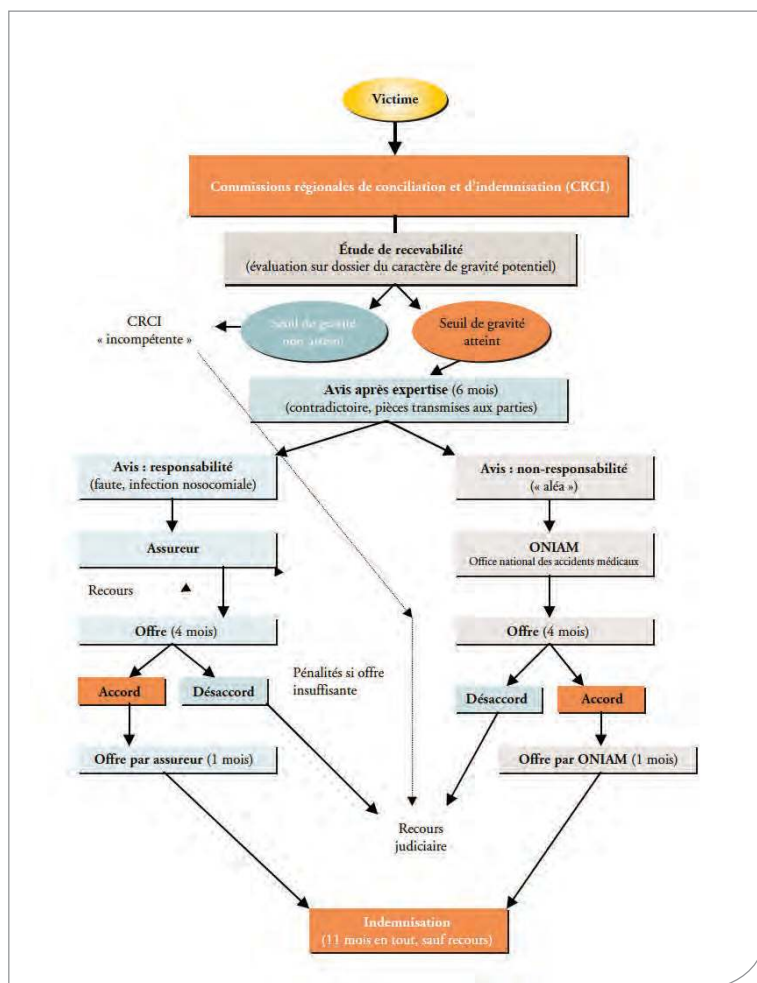 Victime
Commissions régionales de conciliation et d'indemnisation (CRCI)
Étude de recevabilité
(évaluation sur dossier du caractère de gravité potentiel)
CRCI
« incompétente »
Seuil de gravité
non atteint
Seuil de gravité
atteint
Avis après expertise (6 mois)
(contradictoire, pièces transmises aux parties)
Avis : responsabilité
(faute, infection nosocomiale)
Avis : non-responsabilité
(« aléa »)
Assureur
ONIAM
Office national des accidents médicaux
Recours
Offre (4 mois)
Offre (4 mois)
Accord
Désaccord
Pénalités si offre
insuffisante
Désaccord
Accord
Offre par assureur (1 mois)
Offre par ONIAM (1 mois)
Recours
judiciaire
Indemnisation
(11 mois en tout, sauf recours)